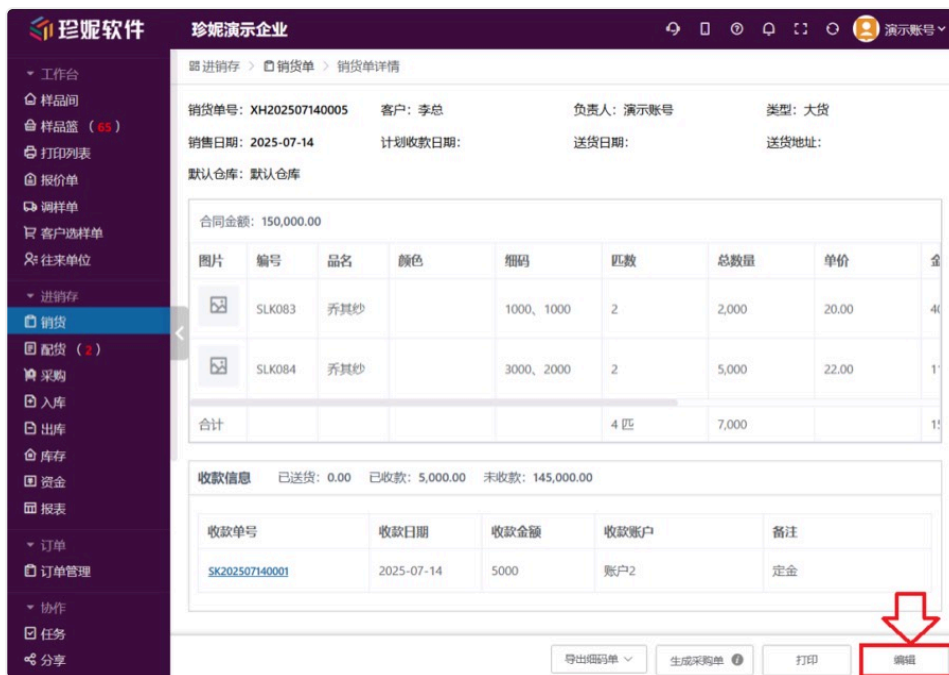 珍妮软件
珍妮演示企业
演示账号
工作台
样品间
样品篮（65）
打印列表
报价单
调样单
客户选样单
往来单位
进销存
销货
配货（2）
采购
入库
出库
库存
资金
报表
订单
订单管理
协作
任务
分享
进销存 > 销货单 > 销货单详情
销货单号：XH202507140005 客户：李总 负责人：演示账号 类型：大货
销售日期：2025-07-14 计划收款日期： 送货日期： 送货地址：
默认仓库：默认仓库
合同金额：150,000.00
图片 编号 品名 颜色 细码 匹数 总数量 单价
SLK083 乔其纱 1000、1000 2 2,000 20.00
SLK084 乔其纱 3000、2000 2 5,000 22.00
合计 4 匹 7,000
收款信息 已送货：0.00 已收款：5,000.00 未收款：145,000.00
收款单号 收款日期 收款金额 收款账户 备注
SK202507140001 2025-07-14 5000 账户2 定金
导出细码单 生成采购单 打印 编辑